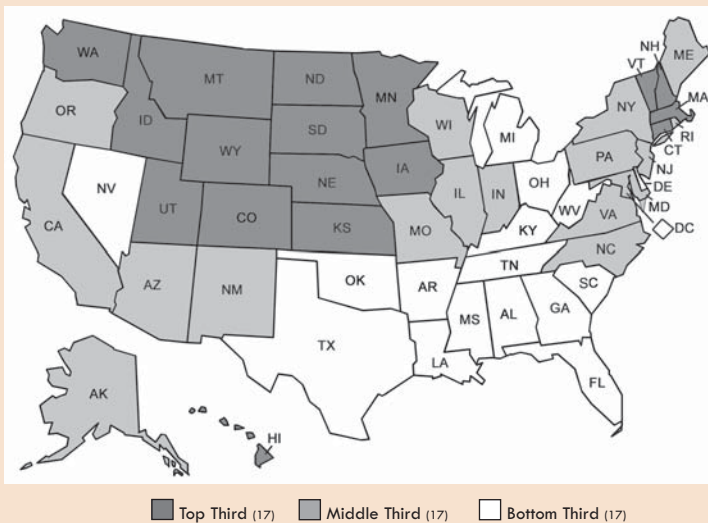 NH
ME
WA
VT
MT
ND
MN
MA
OR
NY
ID
SD
WI
MI
RI
WY
CT
PA
NJ
IA
NE
OH
DE
NV
IL
IN
MD
UT
WV
VA
CO
DC
CA
KS
MO
KY
NC
TN
OK
SC
AZ
NM
AR
GA
MS
AL
TX
LA
FL
AK
HI
Top Third (17) Middle Third (17) Bottom Third (17)